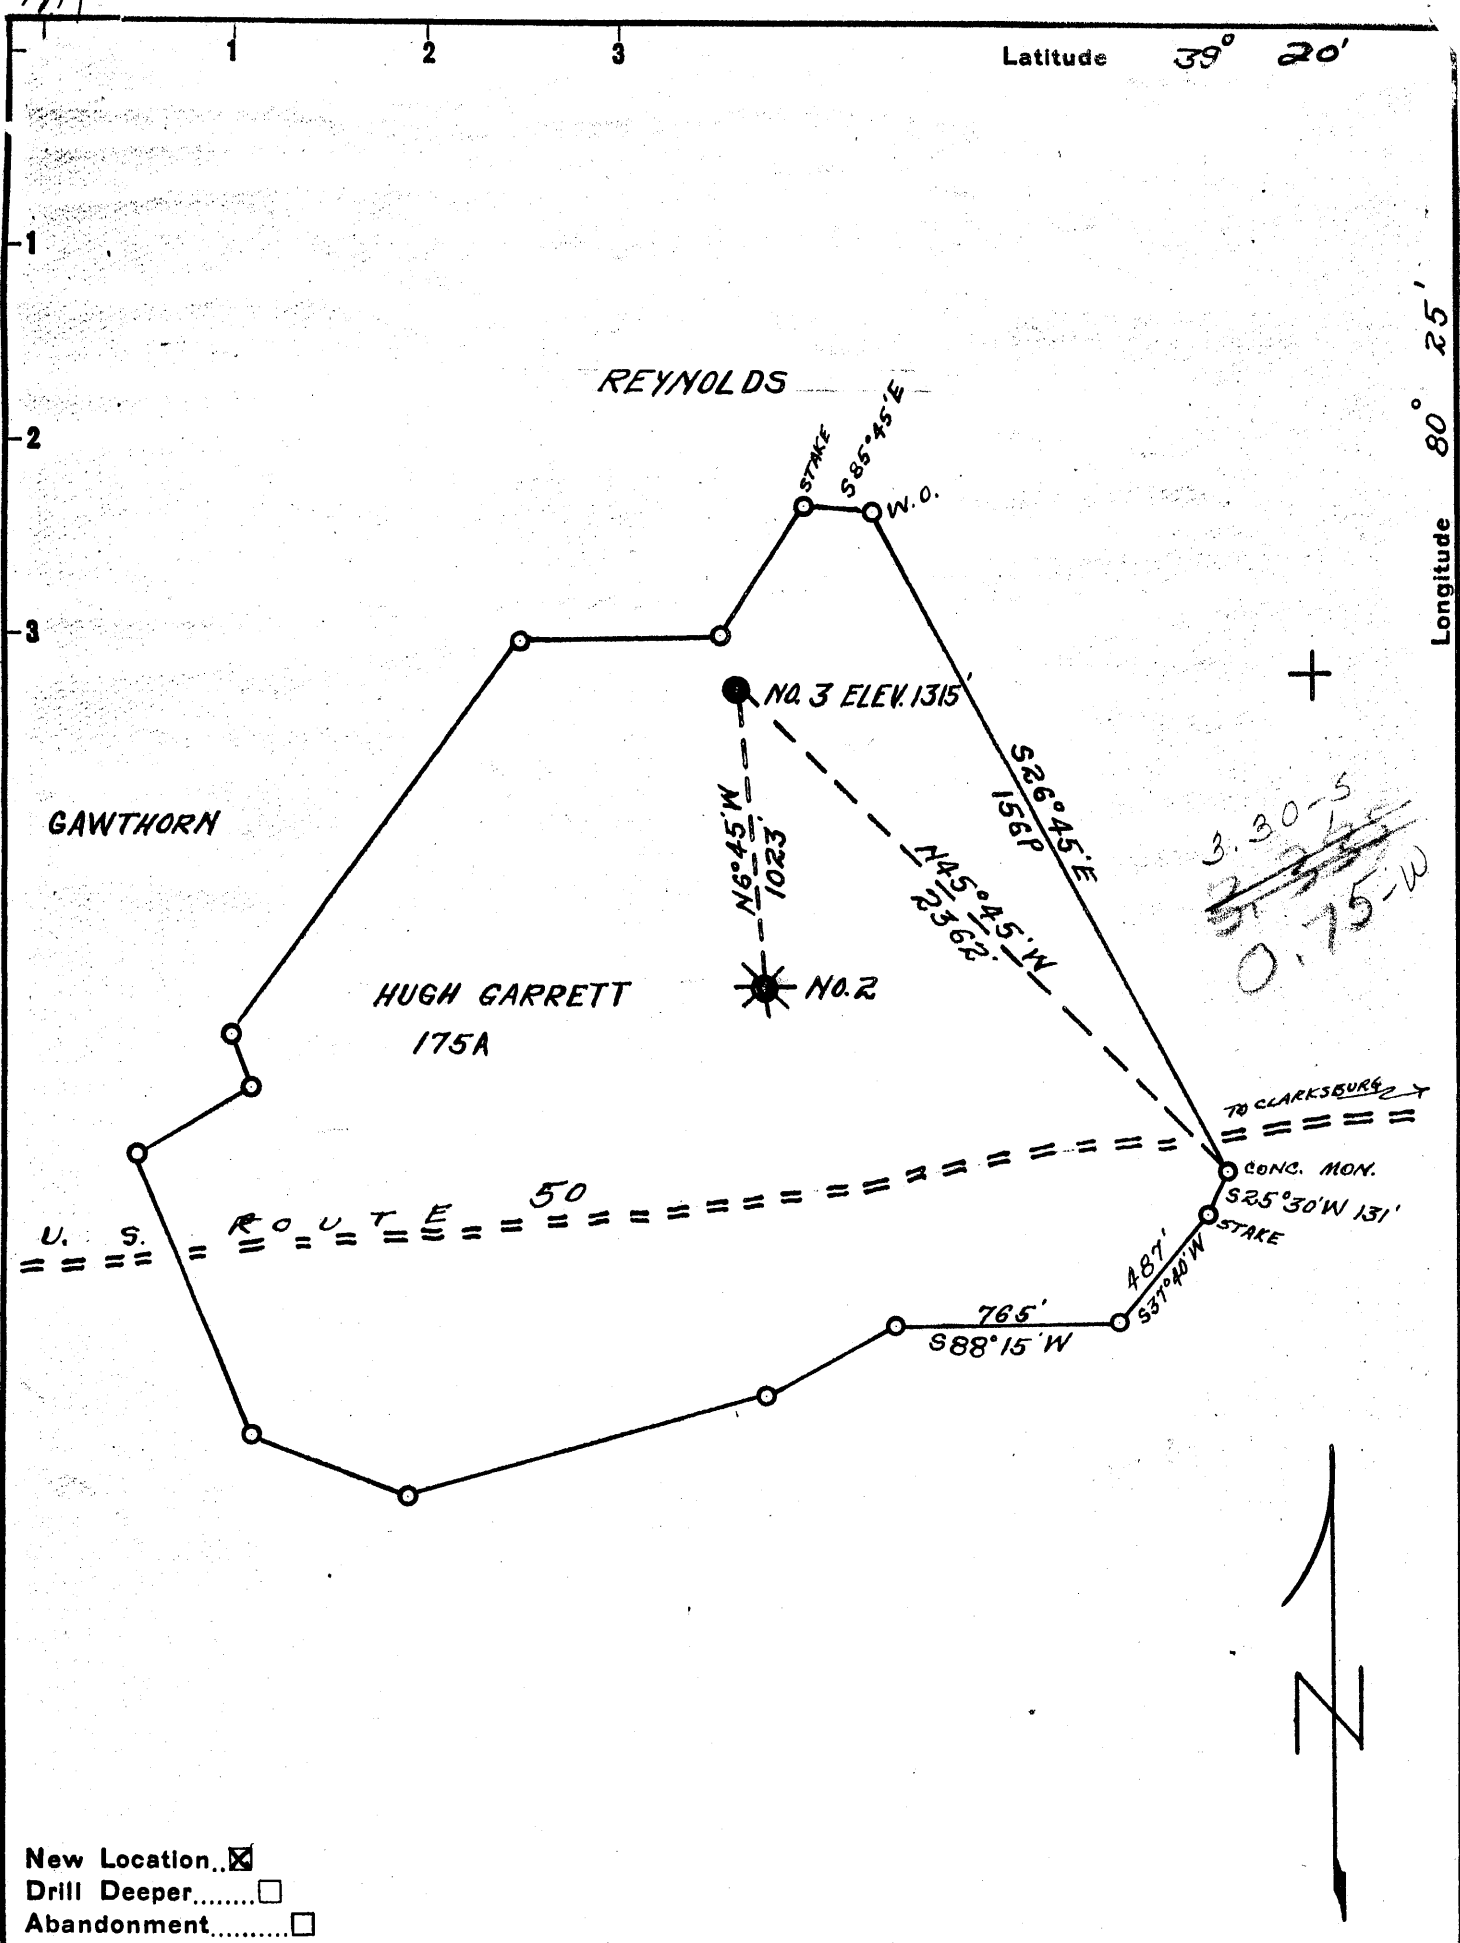 1 2 3 Latitude 39° 20'
1
Longitude 80° 25'
REYNOLDS
2
STAKE
S85°45'E
W.O.
3
NO. 3 ELEV. 1315'
S26°45'E
156P
GAWTHORN
N6°45'W
1023'
N45°45'W
2362'
3.30-S
0.75-W
HUGH GARRETT
175A
NO.2
TO CLARKSBURG
CONC. MON.
S25°30'W 131'
STAKE
U. S. ROUTE 50
487'
S37°40'W
765'
S88°15'W
N
New Location..☒
Drill Deeper........☐
Abandonment..........☐